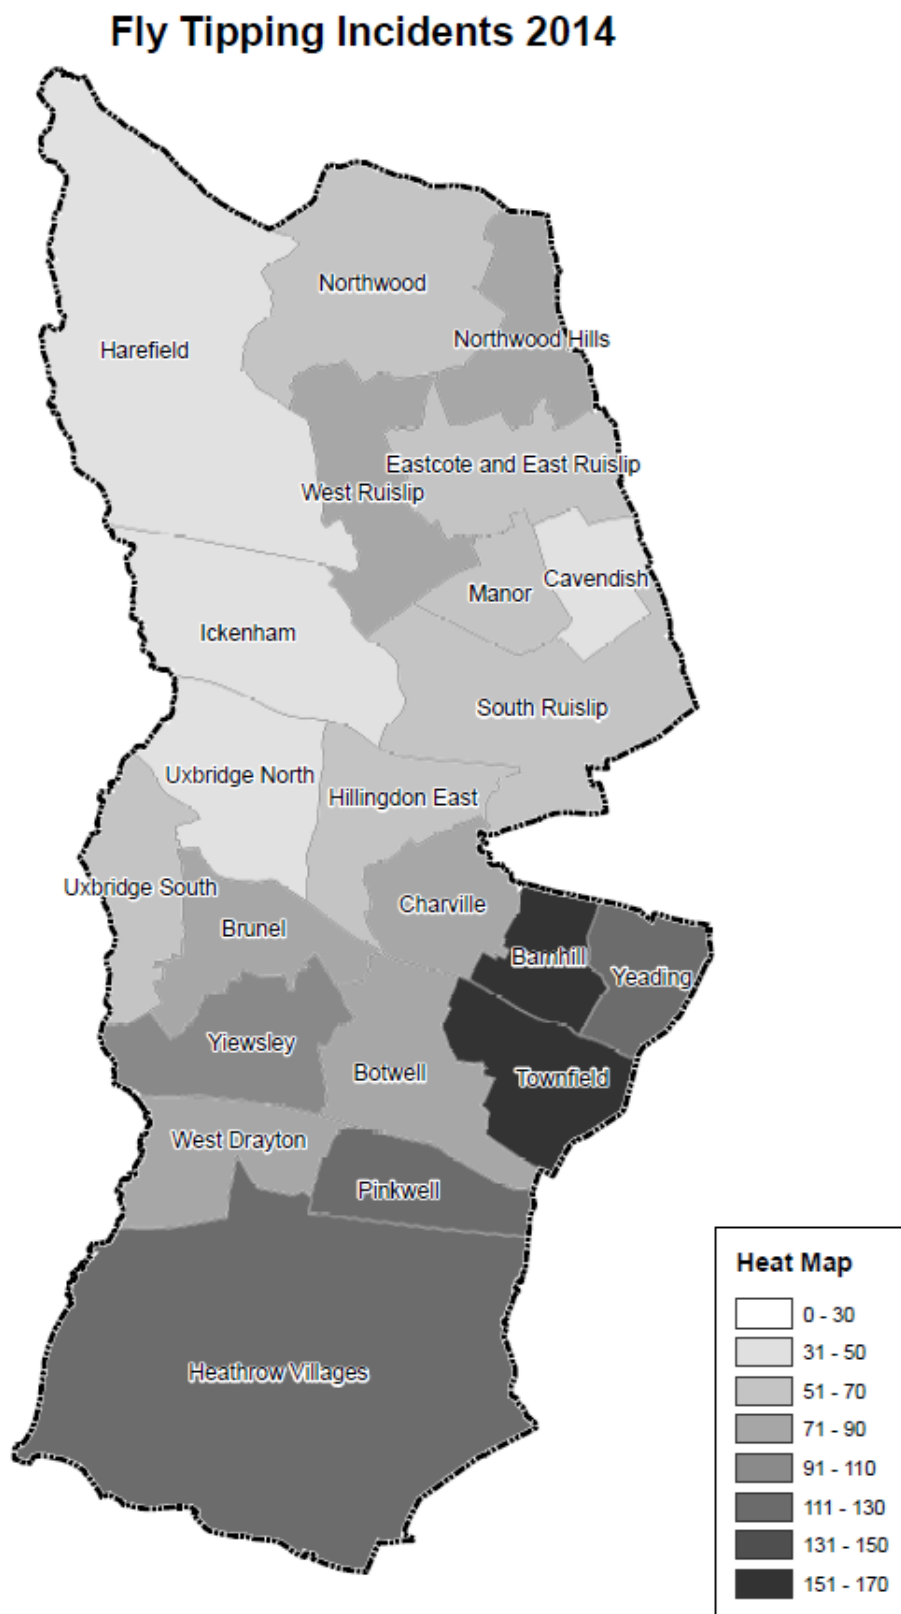 Fly Tipping Incidents 2014
Northwood
Northwood Hills
Harefield
Eastcote and East Ruislip
West Ruislip
Cavendish
Manor
Ickenham
South Ruislip
Uxbridge North
Hillingdon East
Uxbridge South
Charville
Brunel
Barnhill
Yeading
Yiewsley
Botwell
Townfield
West Drayton
Pinkwell
Heathrow Villages
Heat Map
0 - 30
31 - 50
51 - 70
71 - 90
91 - 110
111 - 130
131 - 150
151 - 170